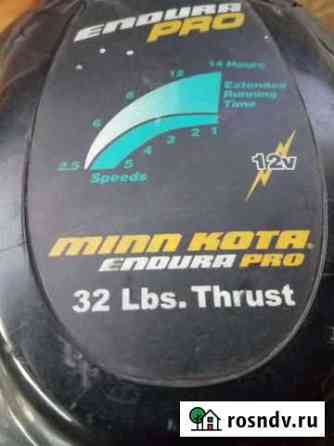 ENDURA
PRO
14 Hours
12
Extended
Running
Time
8
6
1
2
3
4
5
2.5
Speeds
12v
MINN KOTA®
ENDURA PRO
32 Lbs. Thrust
rosndv.ru